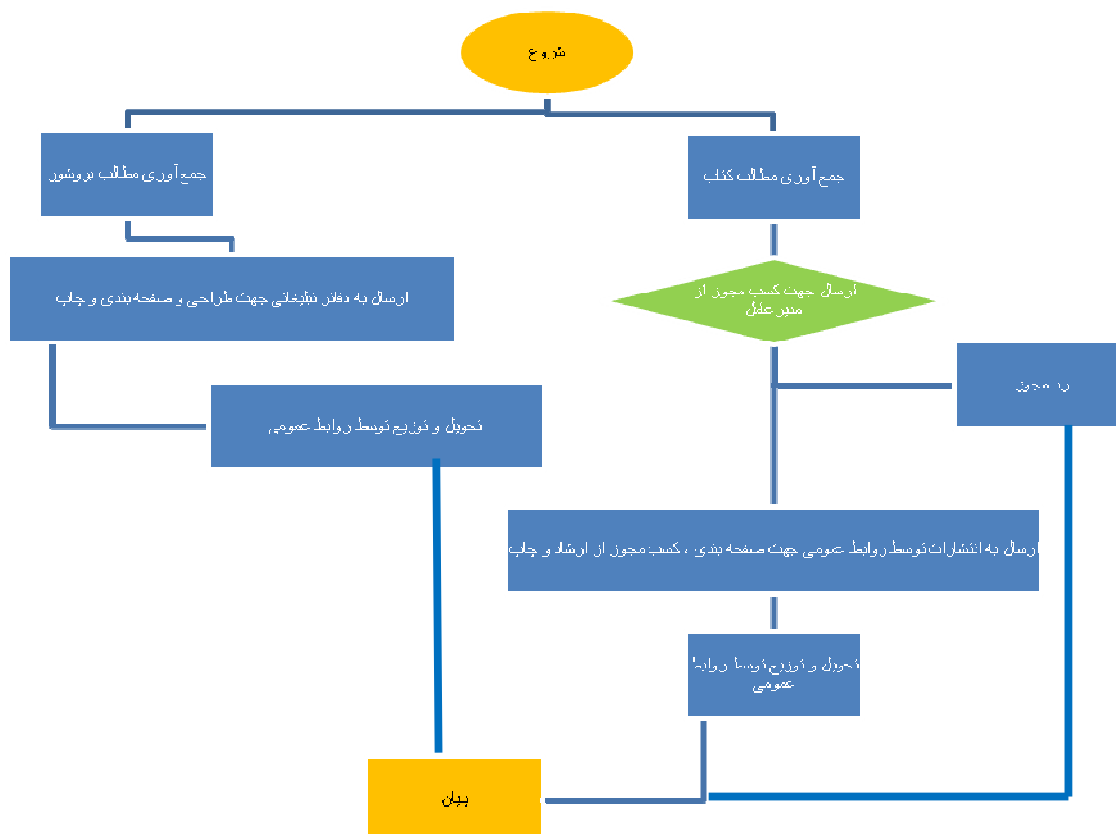 شروع
جمع آوری مطالب کتاب
جمع آوری مطالب بروشور
ارسال جهت کسب مجوز از
مدیر عامل
ارسال به دفاتر تبلیغاتی جهت طراحی و صفحه بندی و چاپ
رد مجوز
تحویل و توزیع توسط روابط عمومی
ارسال به انتشارات توسط روابط عمومی جهت صفحه بندی ، کسب مجوز از ارشاد و چاپ
تحویل و توزیع توسط روابط
عمومی
پایان